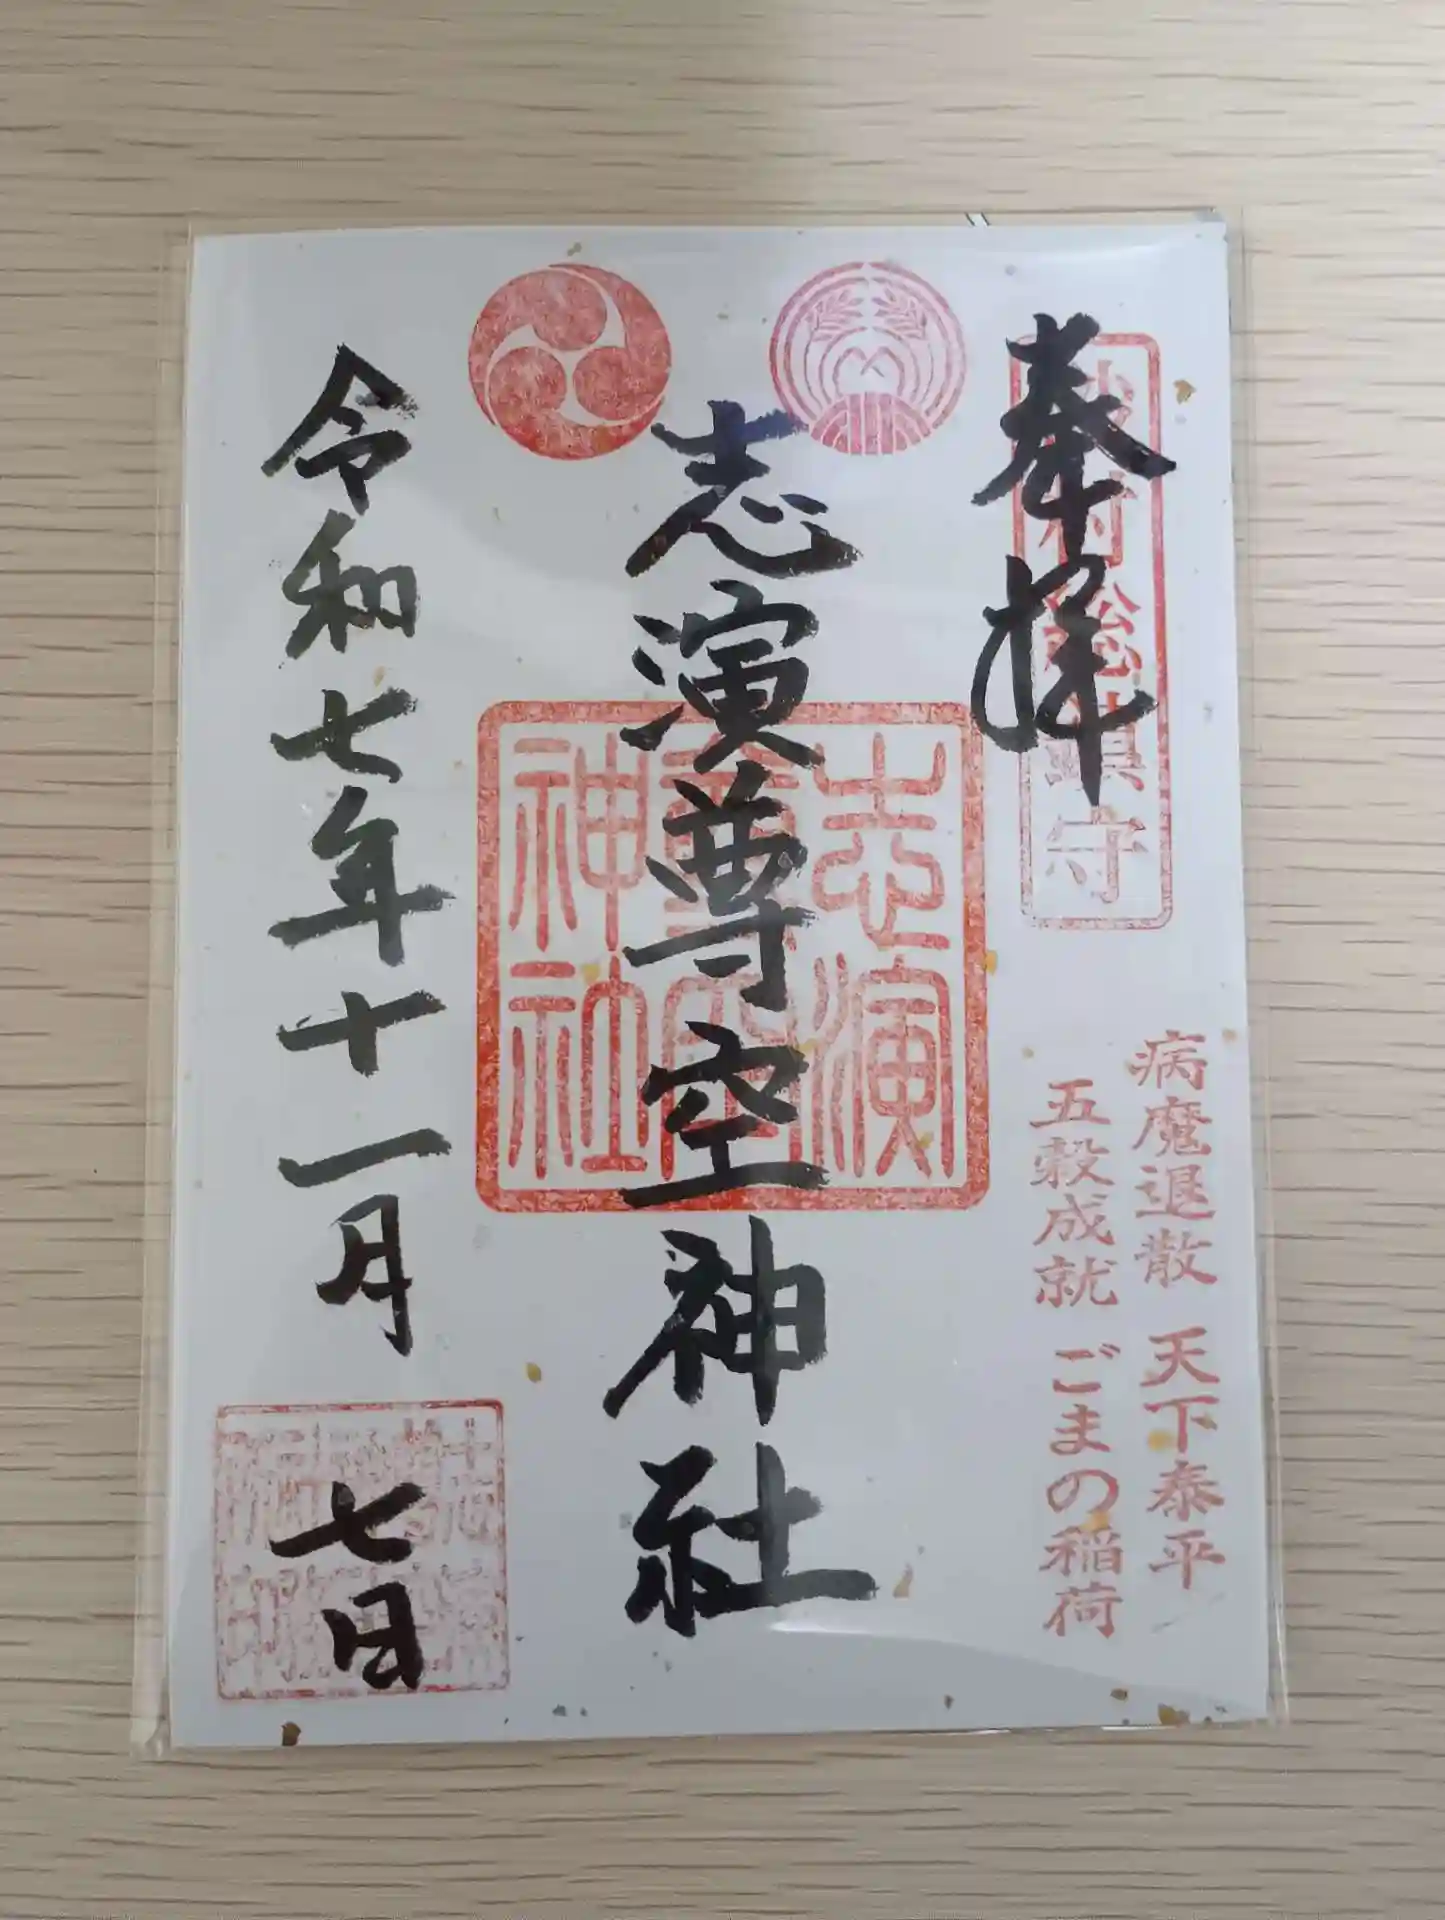 奉拝
総鎮守
病魔退散 天下泰平
五穀成就 ごまの稲荷
志演尊空神社
志演尊空神社
令和七年十一月 七日